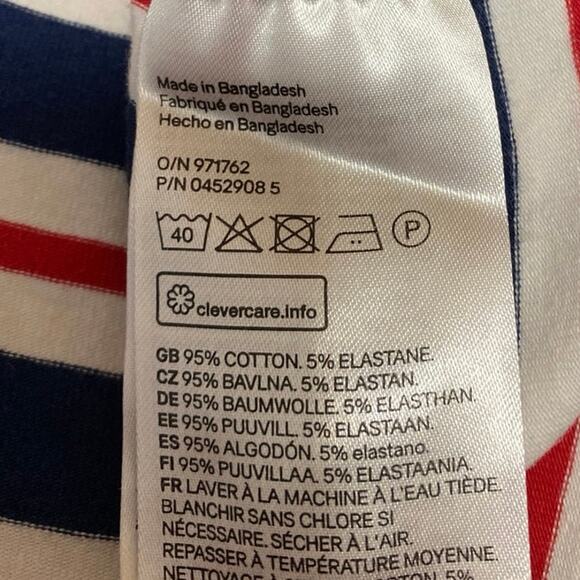 Made in Bangladesh
Fabriqué en Bangladesh
Hecho en Bangladesh
O/N 971762
P/N 0452908 5
40 P
clevercare.info
GB 95% COTTON. 5% ELASTANE.
CZ 95% BAVLNA. 5% ELASTAN.
DE 95% BAUMWOLLE. 5% ELASTHAN.
EE 95% PUUVILL. 5% ELASTAAN.
ES 95% ALGODÓN. 5% elastano.
FI 95% PUUVILLAA. 5% ELASTAANIA.
FR LAVER À LA MACHINE À L'EAU TIÈDE.
BLANCHIR SANS CHLORE SI
NÉCESSAIRE. SÉCHER À L'AIR.
REPASSER À TEMPÉRATURE MOYENNE.
NETTOYAGE À 5%